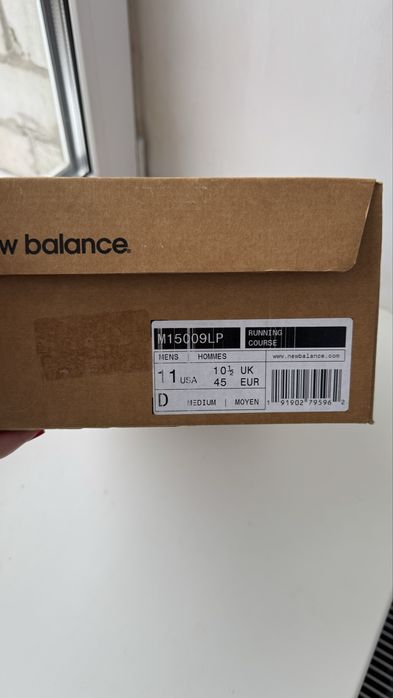 w balance
M15009LP
RUNNING
COURSE
MENS | HOMMES
www.newbalance.com
11 USA 10½ UK
45 EUR
D MEDIUM | MOYEN
1 91902 79596 2